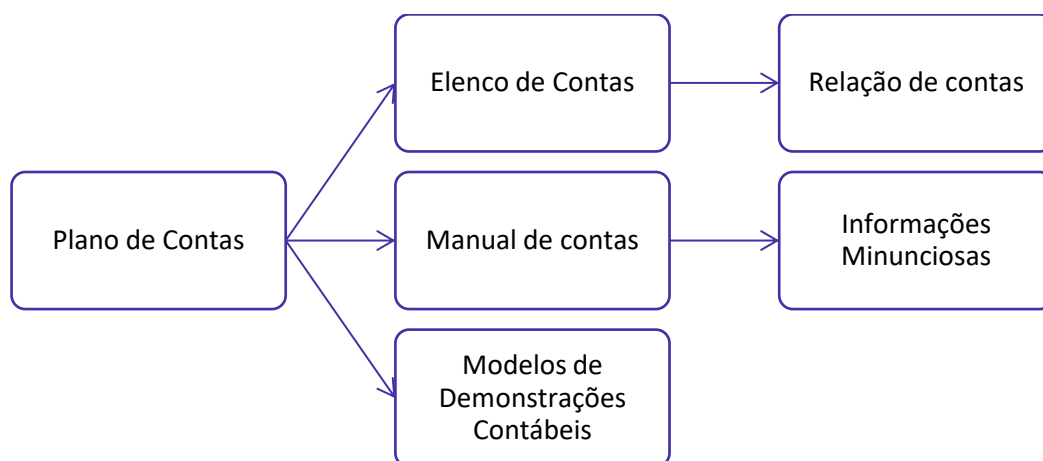 Elenco de Contas
Relação de contas
Plano de Contas
Manual de contas
Informações
Minunciosas
Modelos de
Demonstrações
Contábeis